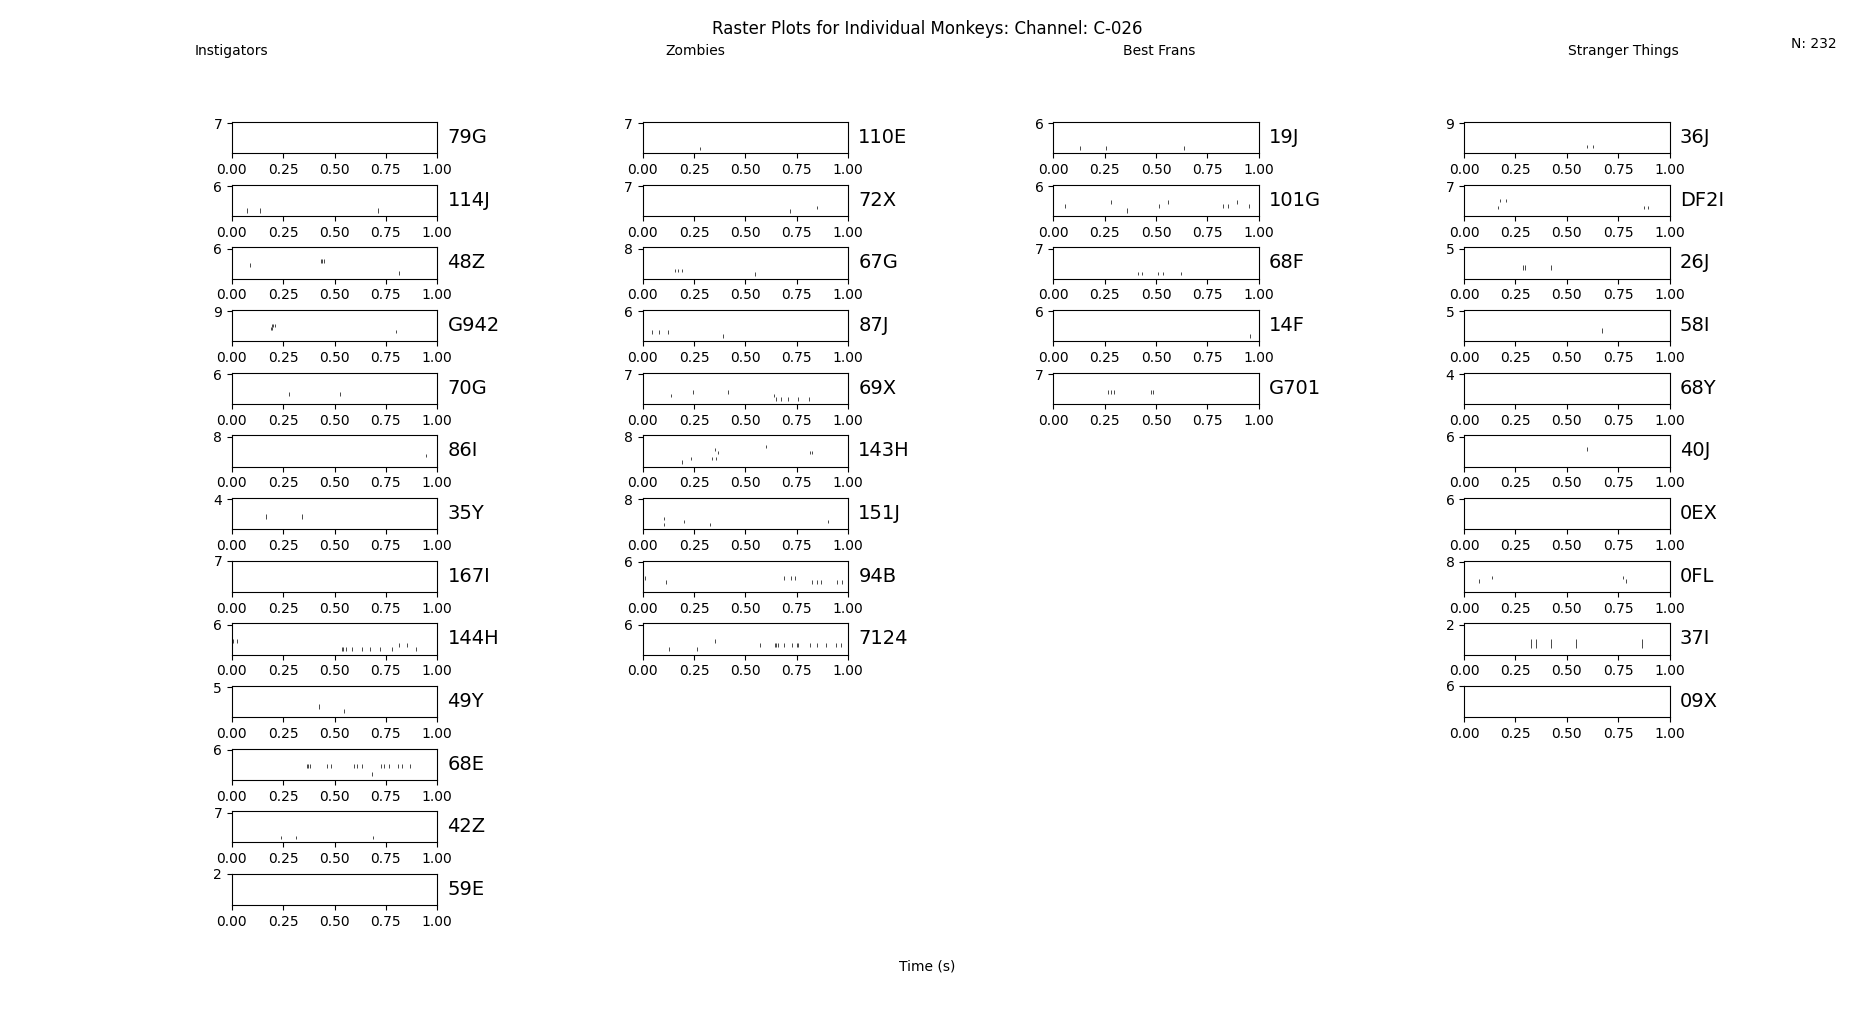 Raster Plots for Individual Monkeys: Channel: C-026
Instigators Zombies Best Frans Stranger Things N: 232
7 79G 7 110E 6 19J 9 36J
0.00 0.25 0.50 0.75 1.00 0.00 0.25 0.50 0.75 1.00 0.00 0.25 0.50 0.75 1.00 0.00 0.25 0.50 0.75 1.00
6 114J 7 72X 6 101G 7 DF2I
0.00 0.25 0.50 0.75 1.00 0.00 0.25 0.50 0.75 1.00 0.00 0.25 0.50 0.75 1.00 0.00 0.25 0.50 0.75 1.00
6 48Z 8 67G 7 68F 5 26J
0.00 0.25 0.50 0.75 1.00 0.00 0.25 0.50 0.75 1.00 0.00 0.25 0.50 0.75 1.00 0.00 0.25 0.50 0.75 1.00
9 G942 6 87J 6 14F 5 58I
0.00 0.25 0.50 0.75 1.00 0.00 0.25 0.50 0.75 1.00 0.00 0.25 0.50 0.75 1.00 0.00 0.25 0.50 0.75 1.00
6 70G 7 69X 7 G701 4 68Y
0.00 0.25 0.50 0.75 1.00 0.00 0.25 0.50 0.75 1.00 0.00 0.25 0.50 0.75 1.00 0.00 0.25 0.50 0.75 1.00
8 86I 8 143H 6 40J
0.00 0.25 0.50 0.75 1.00 0.00 0.25 0.50 0.75 1.00 0.00 0.25 0.50 0.75 1.00
4 35Y 8 151J 6 0EX
0.00 0.25 0.50 0.75 1.00 0.00 0.25 0.50 0.75 1.00 0.00 0.25 0.50 0.75 1.00
7 167I 6 94B 8 0FL
0.00 0.25 0.50 0.75 1.00 0.00 0.25 0.50 0.75 1.00 0.00 0.25 0.50 0.75 1.00
6 144H 6 7124 2 37I
0.00 0.25 0.50 0.75 1.00 0.00 0.25 0.50 0.75 1.00 0.00 0.25 0.50 0.75 1.00
5 49Y 6 09X
0.00 0.25 0.50 0.75 1.00 0.00 0.25 0.50 0.75 1.00
6 68E
0.00 0.25 0.50 0.75 1.00
7 42Z
0.00 0.25 0.50 0.75 1.00
2 59E
0.00 0.25 0.50 0.75 1.00
Time (s)